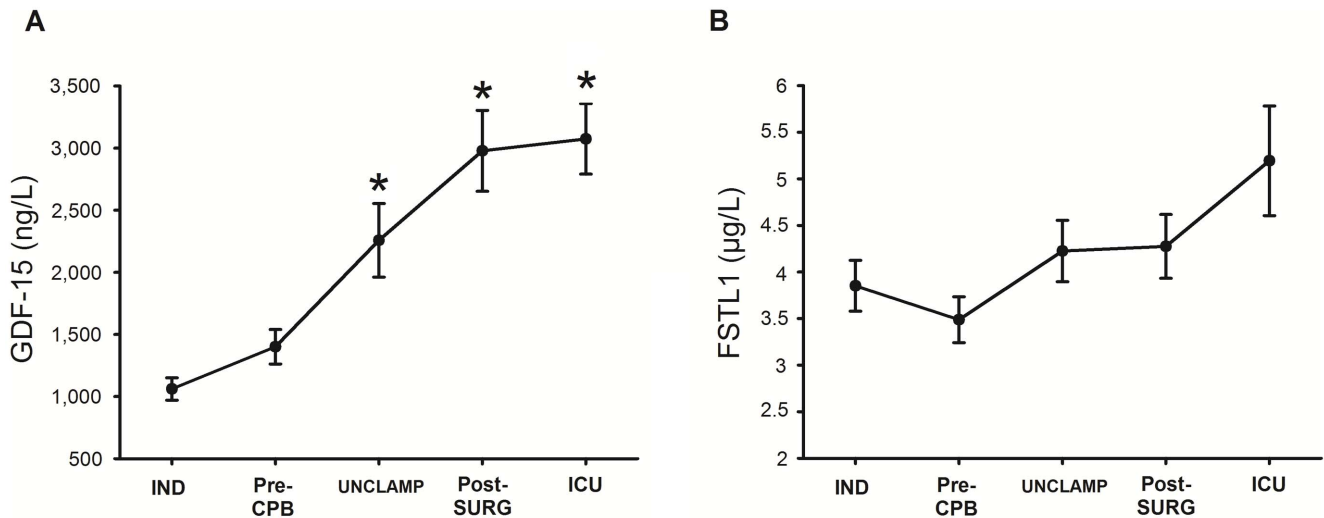 A
GDF-15 (ng/L)
3,500
3,000
2,500
2,000
1,500
1,000
500
*
*
*
IND
Pre-
CPB
UNCLAMP
Post-
SURG
ICU
B
FSTL1 (µg/L)
6
5.5
5
4.5
4
3.5
3
2.5
2
IND
Pre-
CPB
UNCLAMP
Post-
SURG
ICU